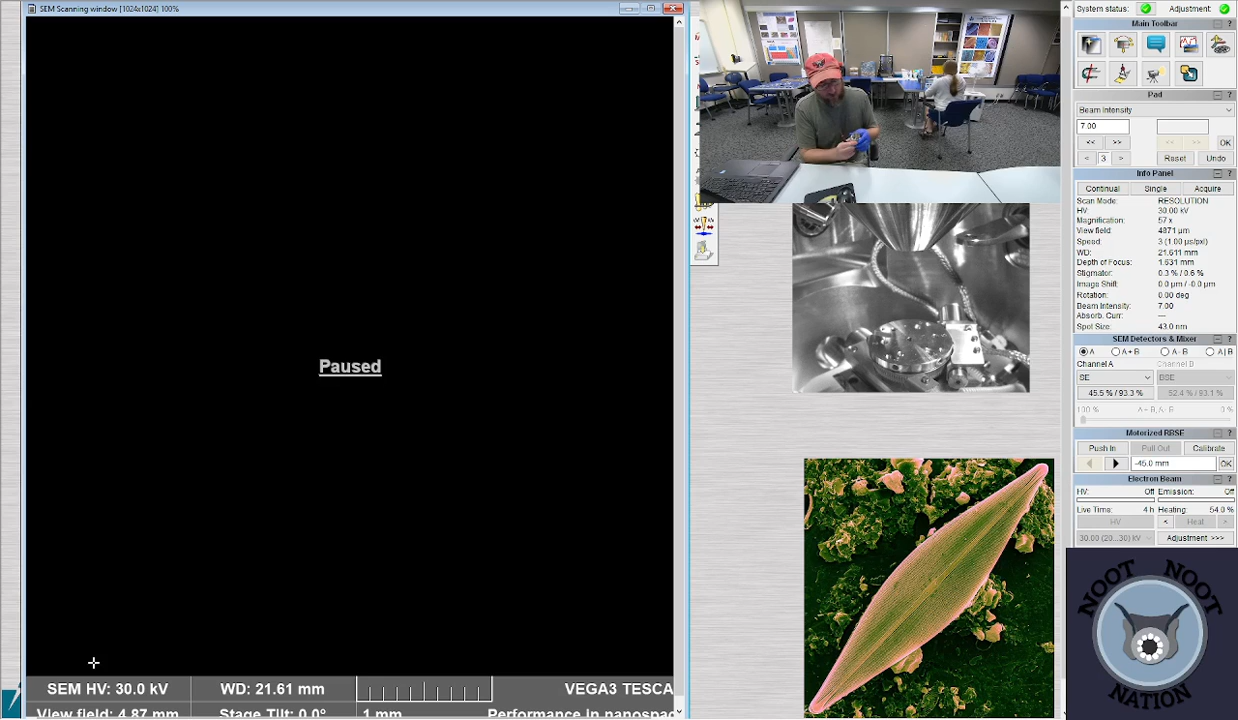 SEM Scanning window [1024x1024] 100%
Paused
SEM HV: 30.0 kV
WD: 21.61 mm
VEGA3 TESCA
View field: 4.87 mm
Stage Tilt: 0.0°
1 mm
Performance in nanospac
System status:
Adjustment:
Main Toolbar
Pad
Beam Intensity
7.00
<< >>
<< >>
OK
< 3 >
Reset
Undo
Info Panel
Continual
Single
Acquire
Scan Mode: RESOLUTION
HV: 30.00 kV
Magnification: 57 x
View field: 4871 µm
Speed: 3 (1.00 µs/pxl)
WD: 21.611 mm
Depth of Focus: 1.631 mm
Stigmator: 0.3 % / 0.6 %
Image Shift: 0.0 µm / -0.0 µm
Rotation: 0.00 deg
Beam Intensity: 7.00
Absorb. Curr: ---
Spot Size: 43.0 nm
SEM Detectors & Mixer
A
A + B
A - B
A | B
Channel A
SE
BSE
45.5 % / 93.3 %
52.4 % / 93.1 %
100 %
0 %
Motorized RBSE
Push In
Pull Out
Calibrate
-45.0 mm
OK
Electron Beam
HV: Off
Emission: Off
Live Time: 4 h
Heating: 54.0 %
HV
< Heat >
30.00 (20...30) kV
Adjustment >>>
NOOT NOOT
NATION